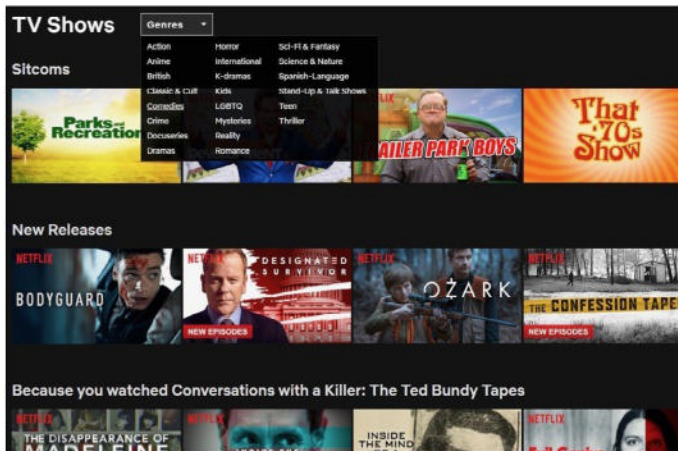 TV Shows
Genres
Action
Anime
British
Classic & Cult
Comedies
Crime
Docuseries
Dramas
Horror
International
K-dramas
Kids
LGBTQ
Mysteries
Reality
Romance
Sci-Fi & Fantasy
Science & Nature
Spanish-Language
Stand-Up & Talk Shows
Teen
Thriller
Sitcoms
Parks and
Recreation
NETFLIX
AILER PARK BOYS
That
'70s
Show
New Releases
NETFLIX
BODYGUARD
NETFLIX
DESIGNATED
SURVIVOR
NEW EPISODES
NETFLIX
OZARK
NETFLIX
THE CONFESSION TAPE
NEW EPISODES
Because you watched Conversations with a Killer: The Ted Bundy Tapes
NETFLIX
THE DISAPPEARANCE OF
MADELEINE
NETFLIX
INSIDE
THE MIND
NETFLIX